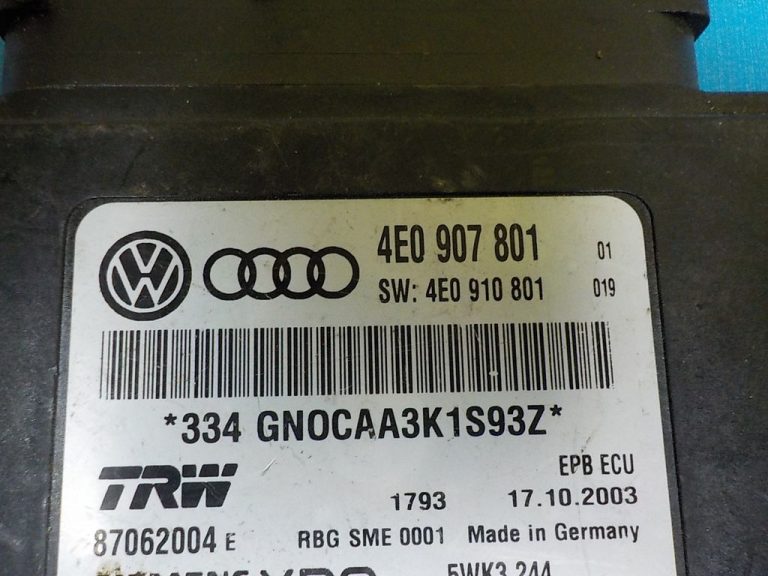 4E0 907 801 01
SW: 4E0 910 801 019
*334 GN0CAA3K1S93Z*
TRW EPB ECU
1793 17.10.2003
87062004 E RBG SME 0001 Made in Germany
5WK3 244